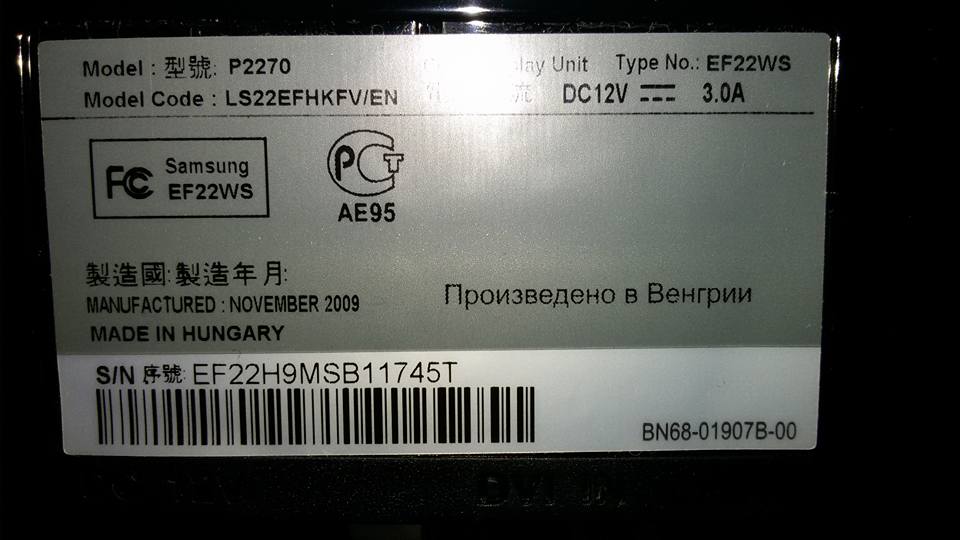 Model : 型號: P2270
Unit Type No.: EF22WS
Model Code : LS22EFHKFV/EN
流 DC12V 3.0A
FC Samsung
EF22WS
PCT
AE95
製造國: 製造年月:
MANUFACTURED : NOVEMBER 2009
Произведено в Венгрии
MADE IN HUNGARY
S/N 序號: EF22H9MSB11745T
BN68-01907B-00